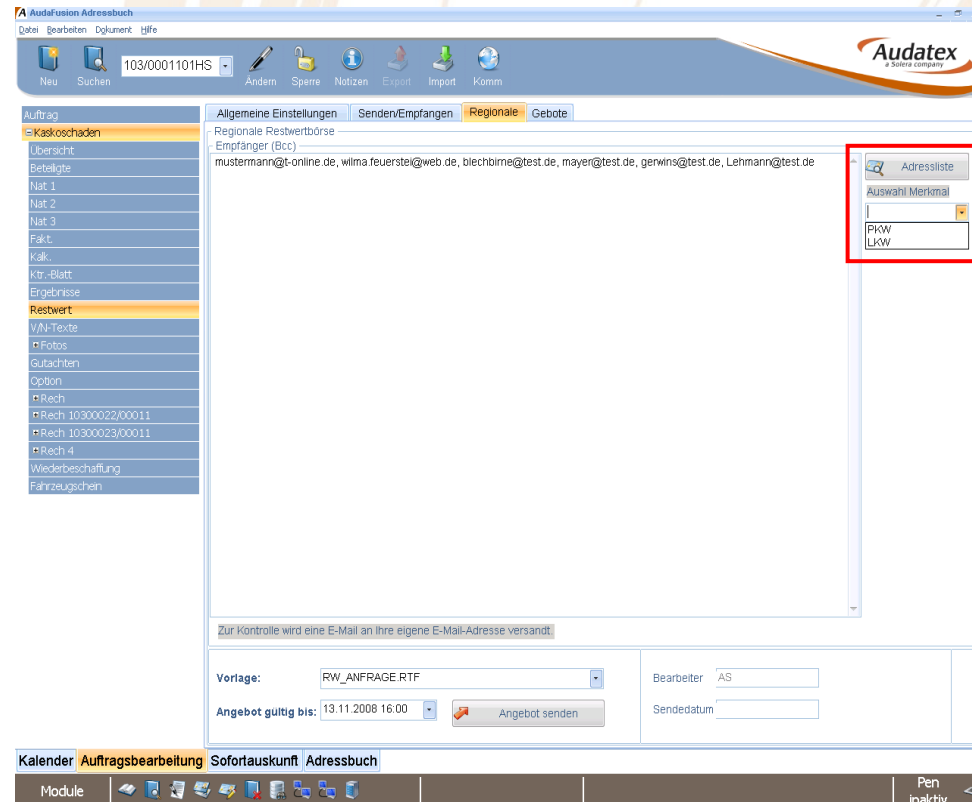 AudaFusion Adressbuch
Datei Bearbeiten Dokument Hilfe
Neu Suchen 103/0001101HS Ändern Sperre Notizen Export Import Komm
Audatex
a Solera company
Auftrag
Kaskoschaden
Übersicht
Beteiligte
Nat 1
Nat 2
Nat 3
Fakt.
Kalk.
Ktr.-Blatt
Ergebnisse
Restwert
V/N-Texte
Fotos
Gutachten
Option
Rech
Rech 10300022/00011
Rech 10300023/00011
Rech 4
Wiederbeschaffung
Fahrzeugschein
Allgemeine Einstellungen Senden/Empfangen Regionale Gebote
Regionale Restwertbörse
Empfänger (Bcc)
mustermann@t-online.de, wilma.feuerstei@web.de, blechbirne@test.de, mayer@test.de, gerwins@test.de, Lehmann@test.de
Adressliste
Auswahl Merkmal
PKW
LKW
Zur Kontrolle wird eine E-Mail an Ihre eigene E-Mail-Adresse versandt.
Vorlage: RW_ANFRAGE.RTF
Bearbeiter AS
Angebot gültig bis: 13.11.2008 16:00 Angebot senden
Sendedatum
Kalender Auftragsbearbeitung Sofortauskunft Adressbuch
Module
Pen
inaktiv